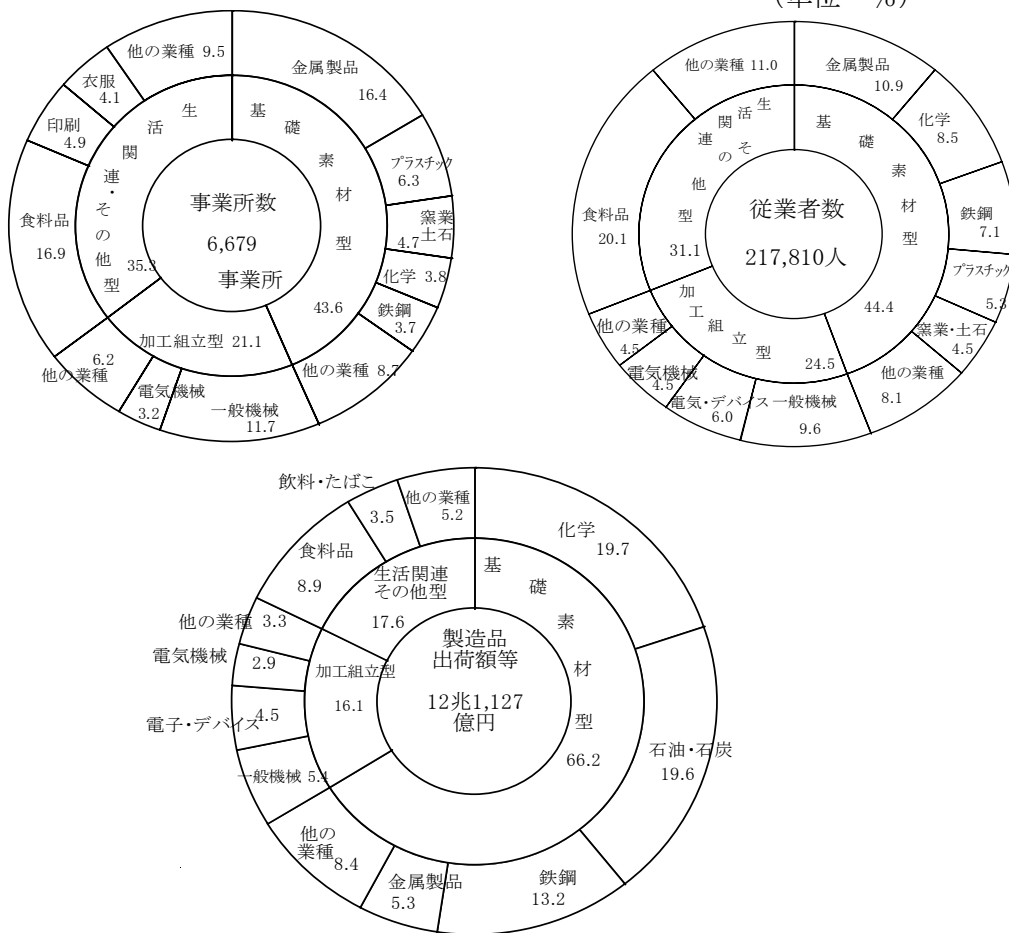 (単位 %)
他の業種 9.5
衣服
4.1
印刷
4.9
食料品
16.9
金属製品
16.4
プラスチック
6.3
窯業
土石
4.7
化学 3.8
鉄鋼
3.7
他の業種 8.7
一般機械
11.7
電気機械
3.2
他の業種
6.2
生活関連・その他型
35.3
基礎素材型
43.6
加工組立型 21.1
事業所数
6,679
事業所
他の業種 11.0
金属製品
10.9
化学
8.5
鉄鋼
7.1
プラスチック
5.3
窯業・土石
4.5
他の業種
8.1
一般機械
9.6
電気・デバイス
6.0
電気機械
4.5
他の業種
4.5
食料品
20.1
生活関連その他型
31.1
基礎素材型
44.4
加工組立型
24.5
従業者数
217,810人
飲料・たばこ
3.5
他の業種
5.2
化学
19.7
石油・石炭
19.6
鉄鋼
13.2
金属製品
5.3
他の
業種
8.4
一般機械 5.4
電子・デバイス
4.5
電気機械
2.9
他の業種 3.3
食料品
8.9
生活関連
その他型
17.6
基礎素材型
66.2
加工組立型
16.1
製造品
出荷額等
12兆1,127
億円